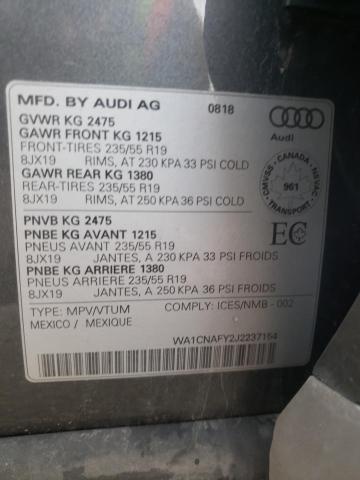 MFD. BY AUDI AG 0818
GVWR KG 2475
GAWR FRONT KG 1215
FRONT-TIRES 235/55 R19
8JX19 RIMS, AT 230 KPA 33 PSI COLD
GAWR REAR KG 1380
REAR-TIRES 235/55 R19
8JX19 RIMS, AT 250 KPA 36 PSI COLD
Audi
CMVSS - CANADA - NSVAC
961
TRANSPORT
PNVB KG 2475
PNBE KG AVANT 1215
PNEUS AVANT 235/55 R19
8JX19 JANTES, A 230 KPA 33 PSI FROIDS
PNBE KG ARRIERE 1380
PNEUS ARRIERE 235/55 R19
8JX19 JANTES, A 250 KPA 36 PSI FROIDS
EC
TYPE: MPV/VTUM COMPLY: ICES/NMB - 002
MEXICO / MEXIQUE
WA1CNAFY2J2237154